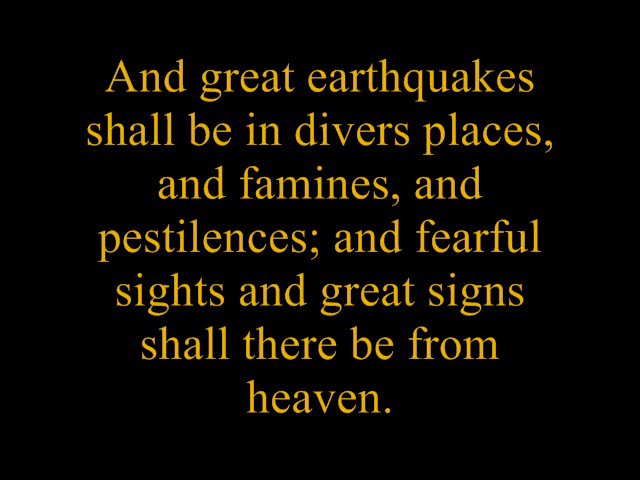 And great earthquakes
shall be in divers places,
and famines, and
pestilences; and fearful
sights and great signs
shall there be from
heaven.